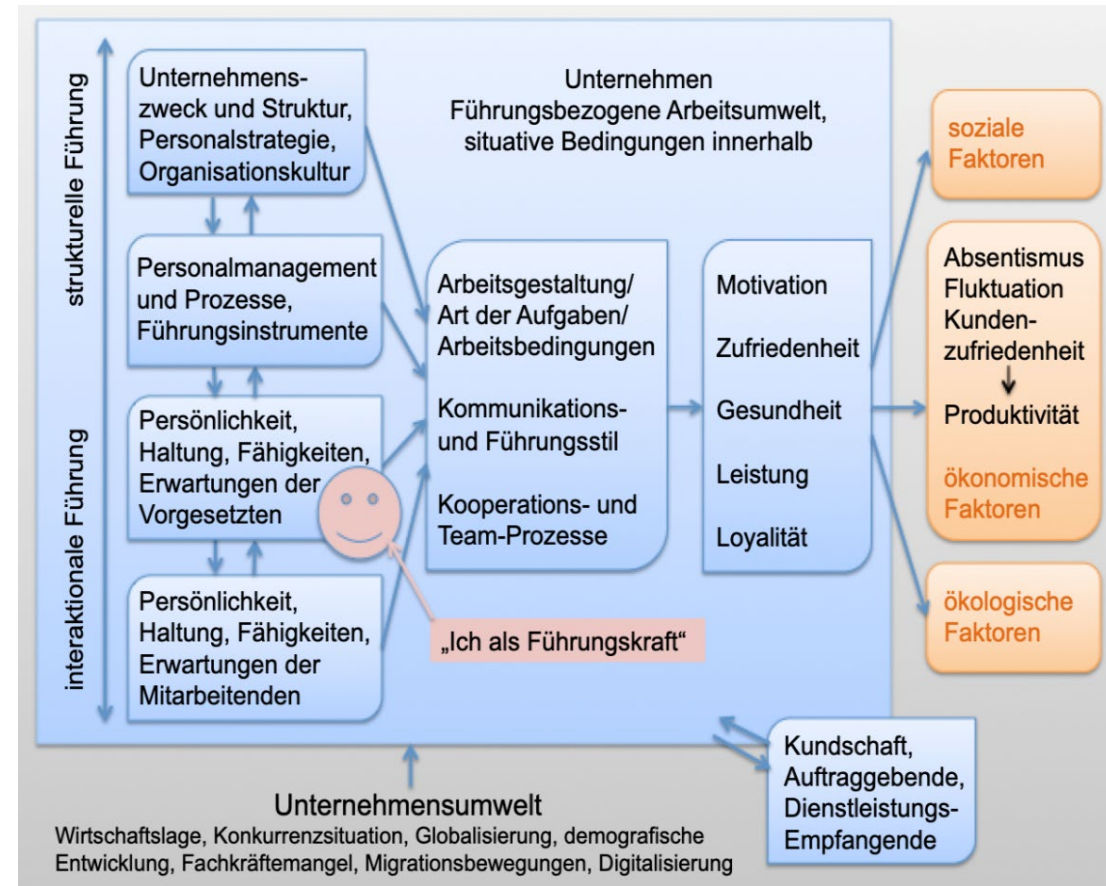 strukturelle Führung
interaktionale Führung
Unternehmens-
zweck und Struktur,
Personalstrategie,
Organisationskultur
Personalmanagement
und Prozesse,
Führungsinstrumente
Persönlichkeit,
Haltung, Fähigkeiten,
Erwartungen der
Vorgesetzten
Persönlichkeit,
Haltung, Fähigkeiten,
Erwartungen der
Mitarbeitenden
Unternehmen
Führungsbezogene Arbeitsumwelt,
situative Bedingungen innerhalb
Arbeitsgestaltung/
Art der Aufgaben/
Arbeitsbedingungen
Kommunikations-
und Führungsstil
Kooperations- und
Team-Prozesse
„Ich als Führungskraft“
Motivation
Zufriedenheit
Gesundheit
Leistung
Loyalität
soziale
Faktoren
Absentismus
Fluktuation
Kunden-
zufriedenheit
Produktivität
ökonomische
Faktoren
ökologische
Faktoren
Kundschaft,
Auftraggebende,
Dienstleistungs-
Empfangende
Unternehmensumwelt
Wirtschaftslage, Konkurrenzsituation, Globalisierung, demografische
Entwicklung, Fachkräftemangel, Migrationsbewegungen, Digitalisierung